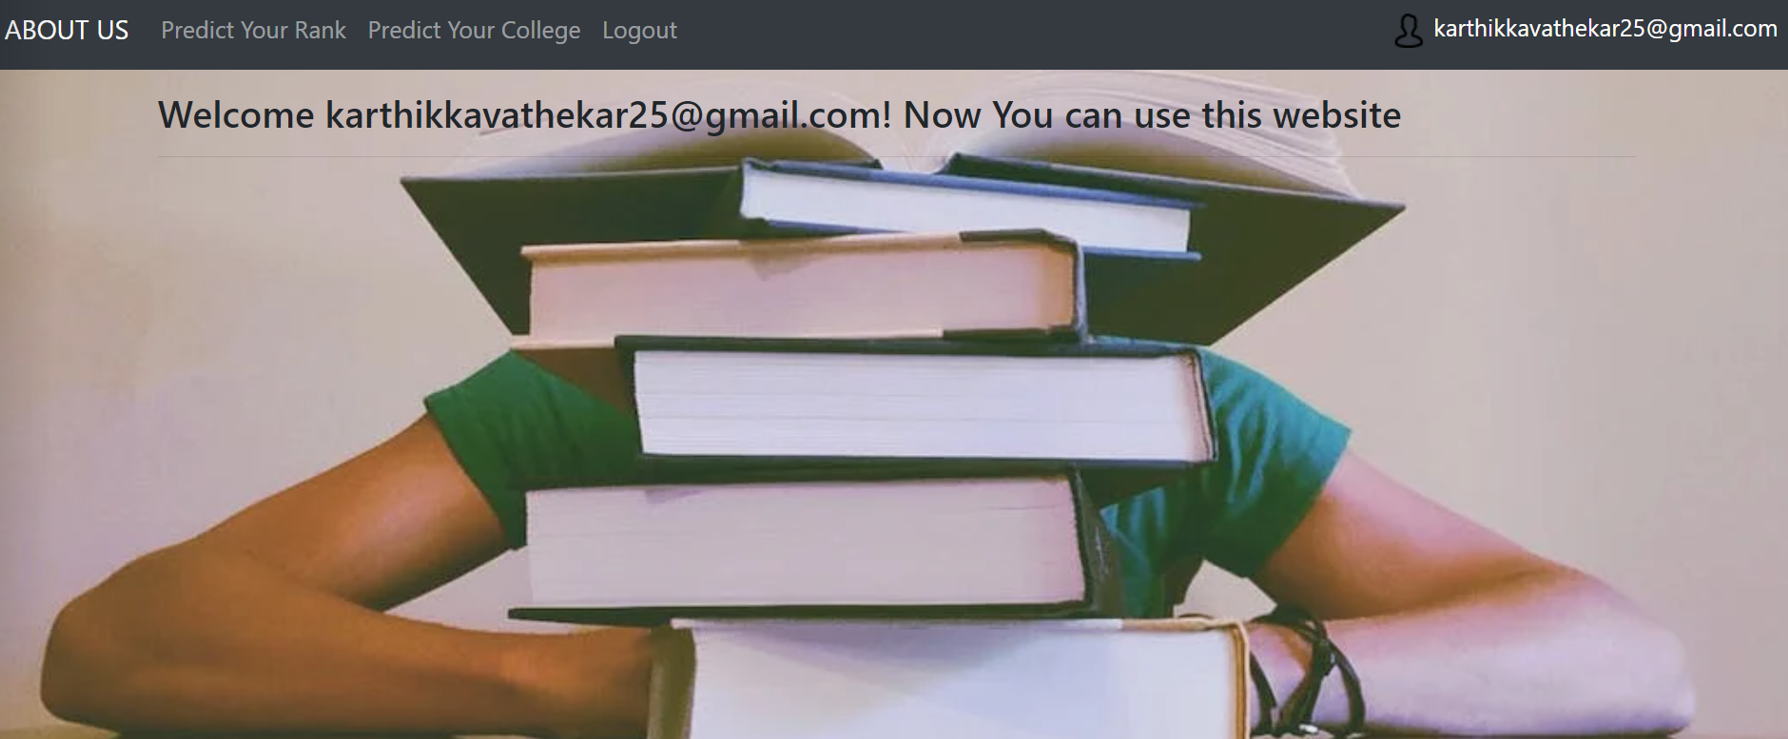 ABOUT US Predict Your Rank Predict Your College Logout karthikkavathekar25@gmail.com
Welcome karthikkavathekar25@gmail.com! Now You can use this website